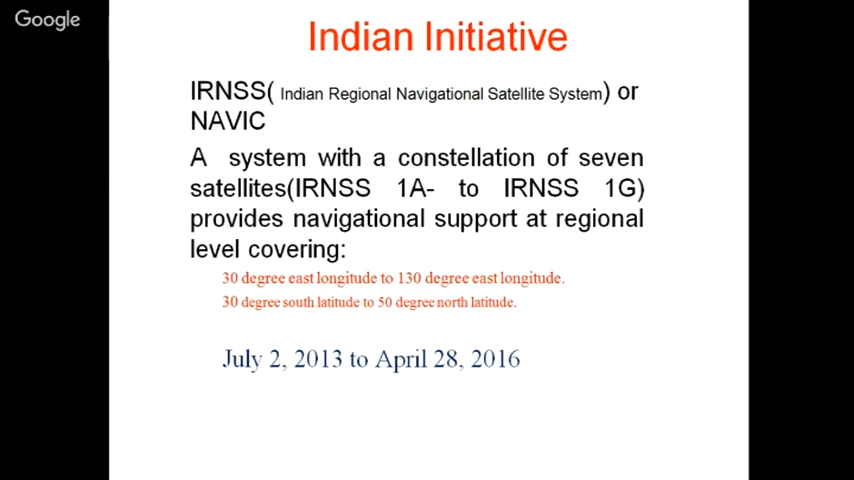 Google
Indian Initiative
IRNSS( Indian Regional Navigational Satellite System) or
NAVIC
A system with a constellation of seven
satellites(IRNSS 1A- to IRNSS 1G)
provides navigational support at regional
level covering:
30 degree east longitude to 130 degree east longitude.
30 degree south latitude to 50 degree north latitude.
July 2, 2013 to April 28, 2016